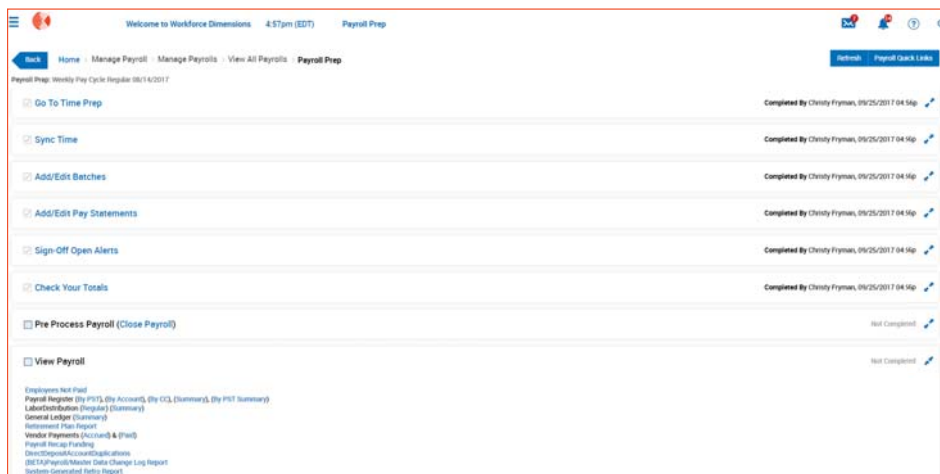 Welcome to Workforce Dimensions 4:57pm (EDT) Payroll Prep
Back Home › Manage Payroll › Manage Payrolls › View All Payrolls › Payroll Prep Refresh Payroll Quick Links
Payroll Prep: Weekly Pay Cycle Regular 08/14/2017
Go To Time Prep Completed By Christy Fryman, 09/25/2017 04:56p
Sync Time Completed By Christy Fryman, 09/25/2017 04:56p
Add/Edit Batches Completed By Christy Fryman, 09/25/2017 04:56p
Add/Edit Pay Statements Completed By Christy Fryman, 09/25/2017 04:56p
Sign-Off Open Alerts Completed By Christy Fryman, 09/25/2017 04:56p
Check Your Totals Completed By Christy Fryman, 09/25/2017 04:56p
Pre Process Payroll (Close Payroll) Not Completed
View Payroll Not Completed
Employees Not Paid
Payroll Register (By PST), (By Account), (By CC), (Summary), (By PST Summary)
LaborDistribution (Regular) (Summary)
General Ledger (Summary)
Retirement Plan Report
Vendor Payments (Accrued) & (Paid)
Payroll Recap Funding
DirectDepositAccountDuplications
(BETA)Payroll/Master Data Change Log Report
System-Generated Retro Report